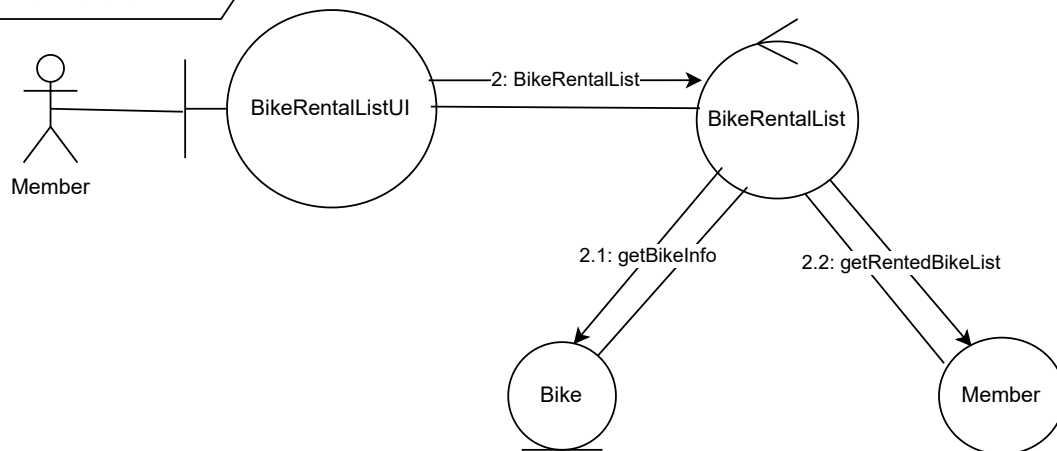 2: BikeRentalList
BikeRentalListUI
BikeRentalList
Member
2.1: getBikeInfo
2.2: getRentedBikeList
Bike
Member